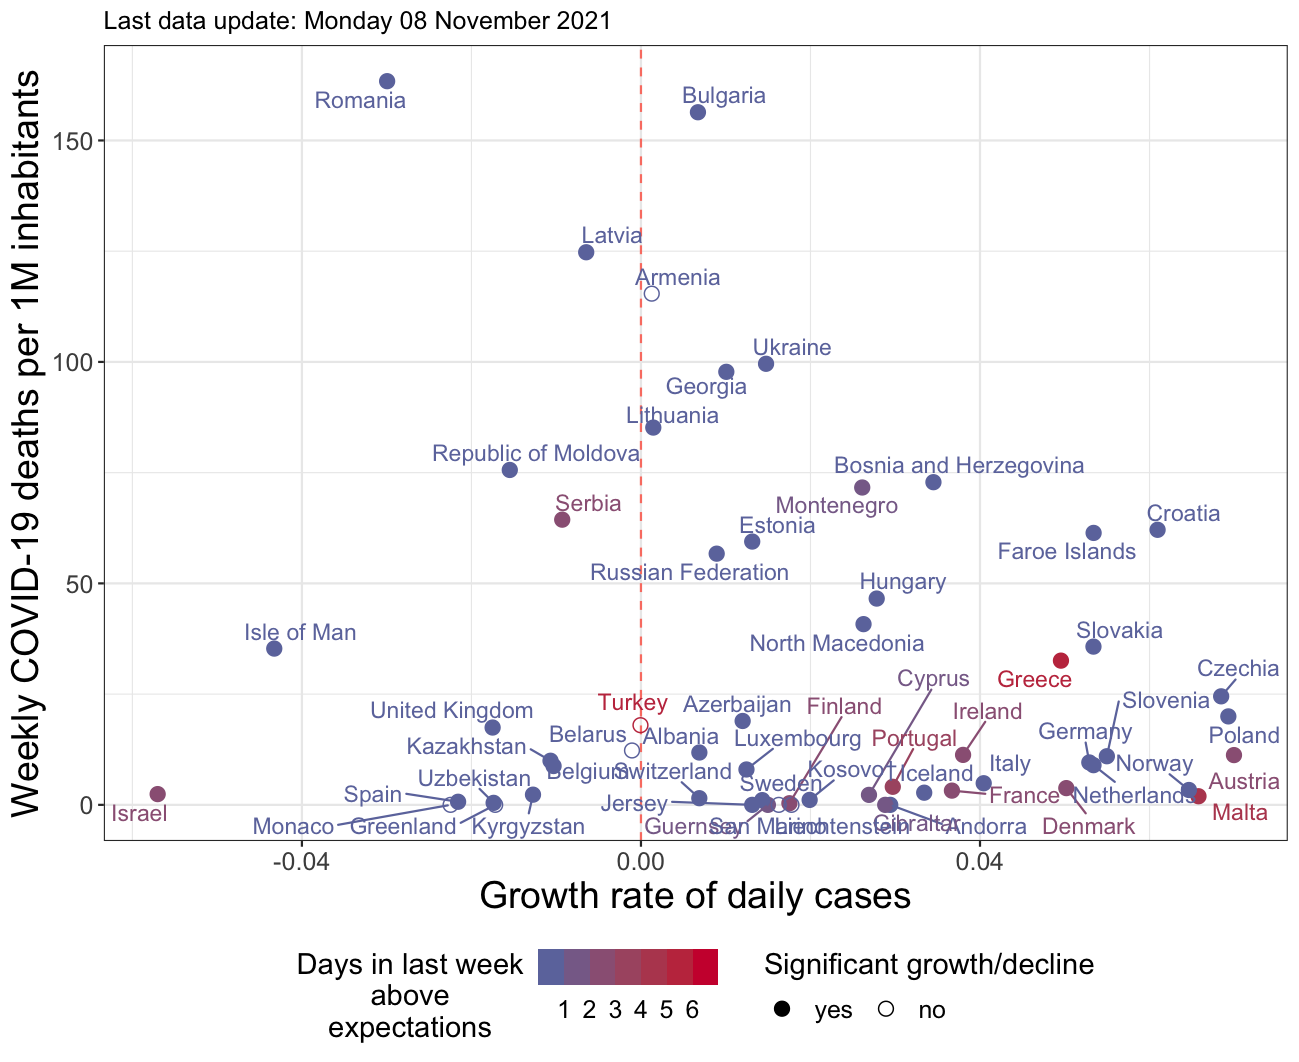 Last data update: Monday 08 November 2021
Weekly COVID-19 deaths per 1M inhabitants
150
100
50
0
Romania
Bulgaria
Latvia
Armenia
Ukraine
Georgia
Lithuania
Republic of Moldova
Bosnia and Herzegovina
Serbia
Montenegro
Croatia
Estonia
Faroe Islands
Russian Federation
Hungary
Isle of Man
North Macedonia
Slovakia
Czechia
Greece
Cyprus
Turkey
Azerbaijan
Finland
Slovenia
United Kingdom
Ireland
Belarus
Albania
Luxembourg
Portugal
Germany
Poland
Kazakhstan
Belgium
Switzerland
Kosovo
Iceland
Italy
Norway
Uzbekistan
Sweden
Austria
Spain
Jersey
France
Netherlands
Israel
Malta
Monaco
Greenland
Kyrgyzstan
Guernsey
San Marino
Liechtenstein
Gibraltar
Andorra
Denmark
-0.04
0.00
0.04
Growth rate of daily cases
Days in last week
above
expectations
1 2 3 4 5 6
Significant growth/decline
yes
no